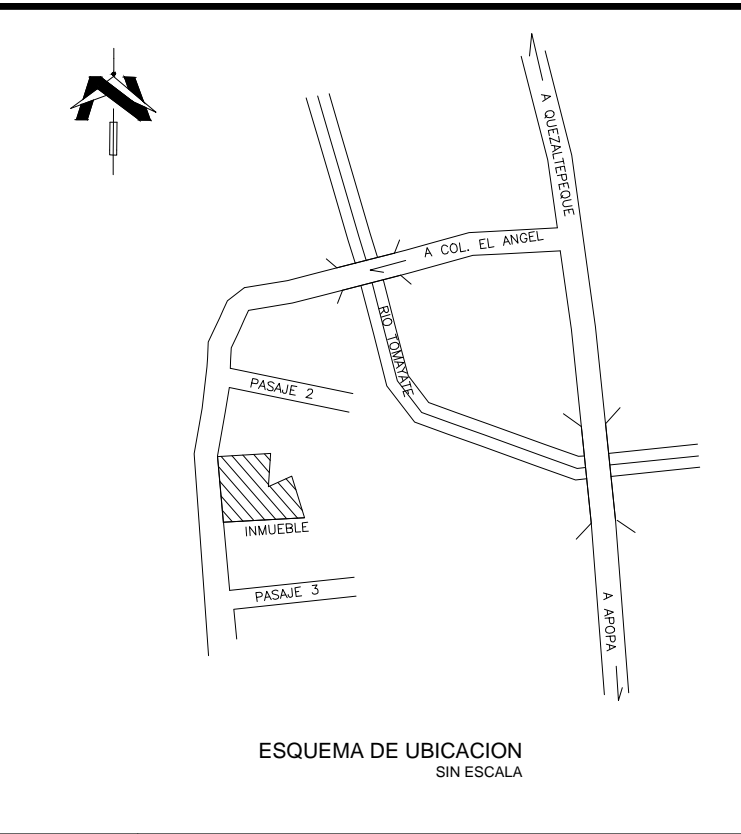 A QUEZALTEPEQUE
A COL. EL ANGEL
RIO TOMAYATE
PASAJE 2
INMUEBLE
PASAJE 3
A APOPA
ESQUEMA DE UBICACION
SIN ESCALA